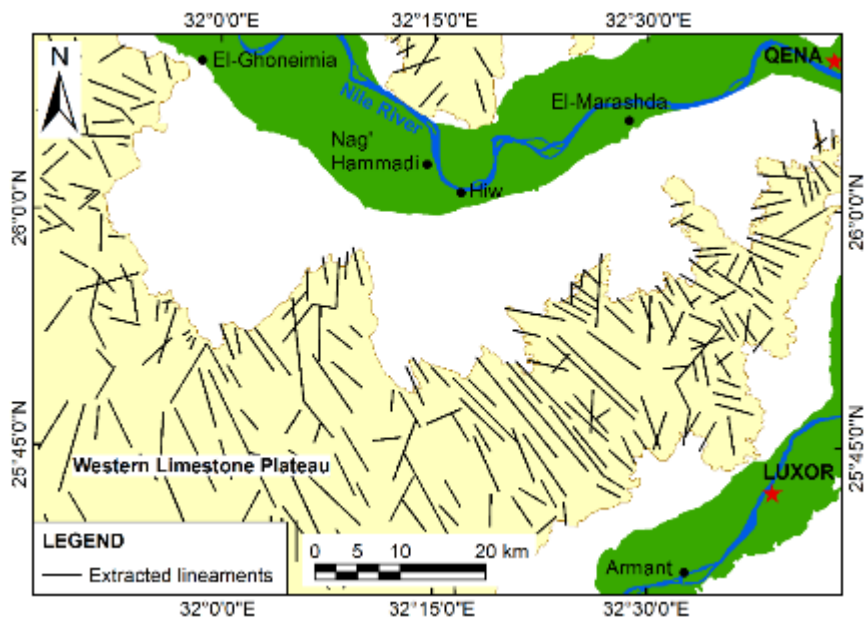 32°0'0"E 32°15'0"E 32°30'0"E
N
QENA
El-Ghoneimia
Nile River
El-Marashda
Nag'
Hammadi
Hiw
26°0'0"N
26°0'0"N
25°45'0"N
25°45'0"N
Western Limestone Plateau
LUXOR
LEGEND
Extracted lineaments
0 5 10 20 km
Armant
32°0'0"E 32°15'0"E 32°30'0"E